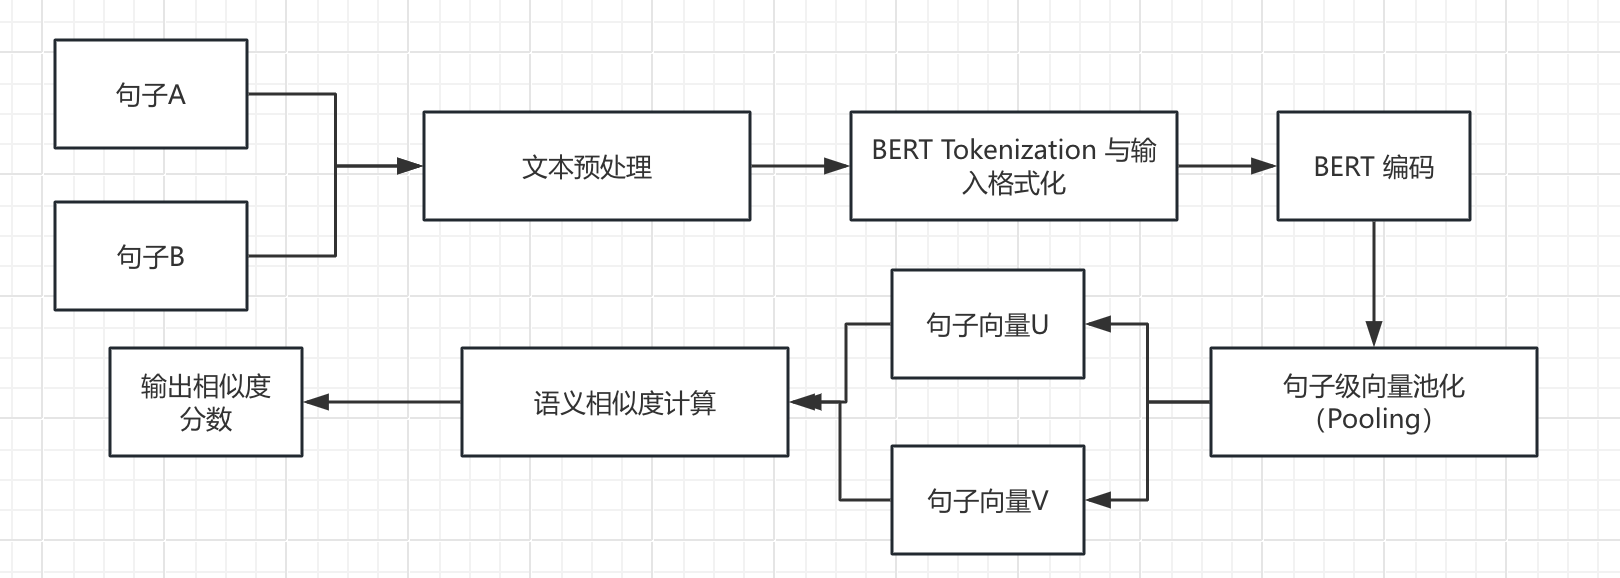 句子A
句子B
文本预处理
BERT Tokenization 与输
入格式化
BERT 编码
句子级向量池化
（Pooling）
句子向量U
句子向量V
语义相似度计算
输出相似度
分数